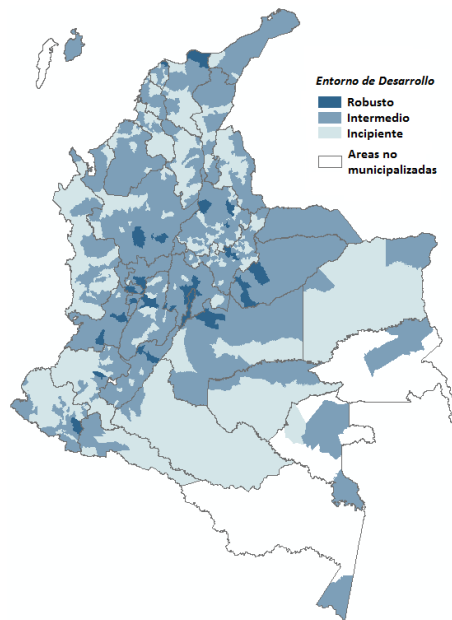 Entorno de Desarrollo
Robusto
Intermedio
Incipiente
Areas no
municipalizadas